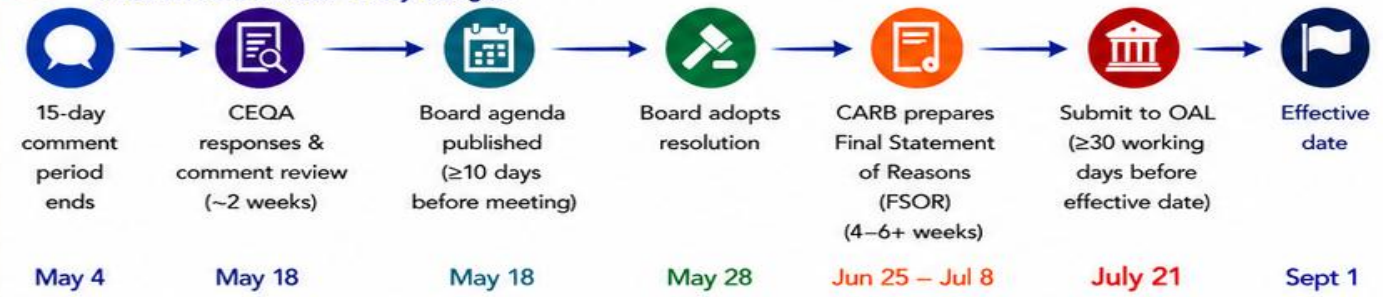 15-day
comment
period
ends
May 4
CEQA
responses &
comment review
(~2 weeks)
May 18
Board agenda
published
(≥10 days
before meeting)
May 18
Board adopts
resolution
May 28
CARB prepares
Final Statement
of Reasons
(FSOR)
(4–6+ weeks)
Jun 25 – Jul 8
Submit to OAL
(≥30 working
days before
effective date)
July 21
Effective
date
Sept 1